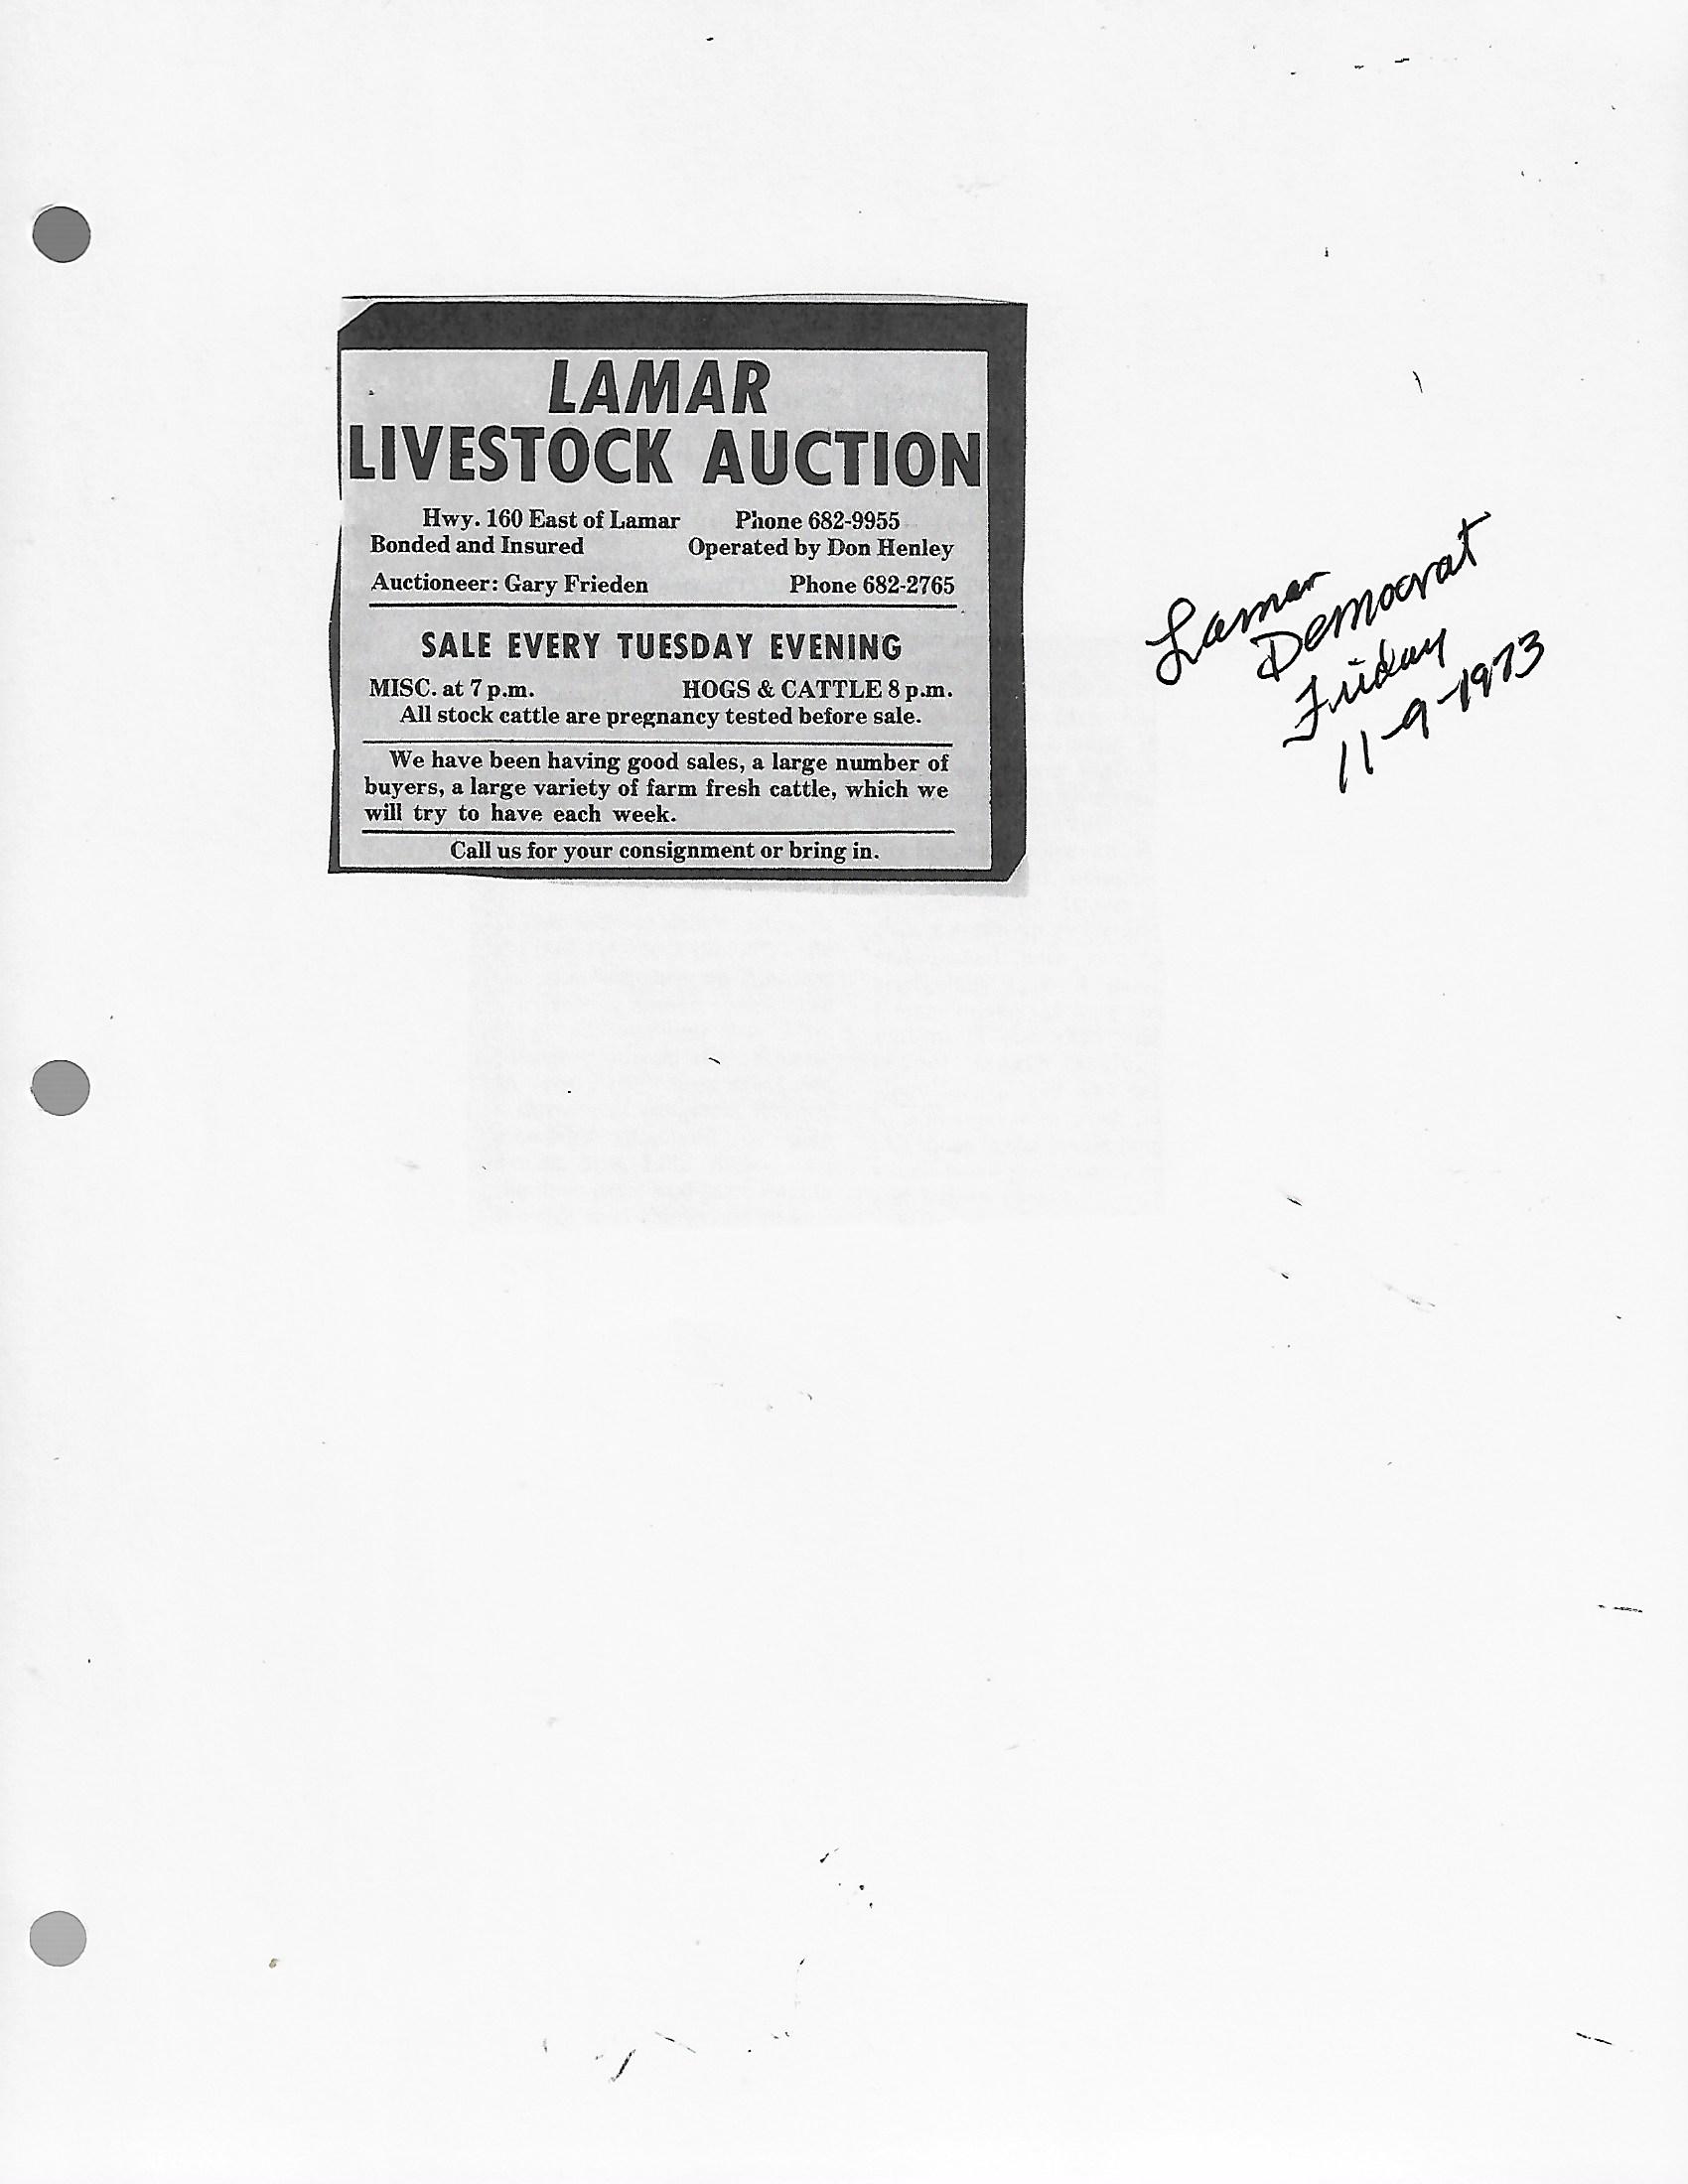 LAMAR
LIVESTOCK AUCTION
Hwy. 160 East of Lamar Phone 682-9955
Bonded and Insured Operated by Don Henley
Auctioneer: Gary Frieden Phone 682-2765
SALE EVERY TUESDAY EVENING
MISC. at 7 p.m. HOGS & CATTLE 8 p.m.
All stock cattle are pregnancy tested before sale.
We have been having good sales, a large number of
buyers, a large variety of farm fresh cattle, which we
will try to have each week.
Call us for your consignment or bring in.
Lamar
Democrat
Friday
11-9-1973